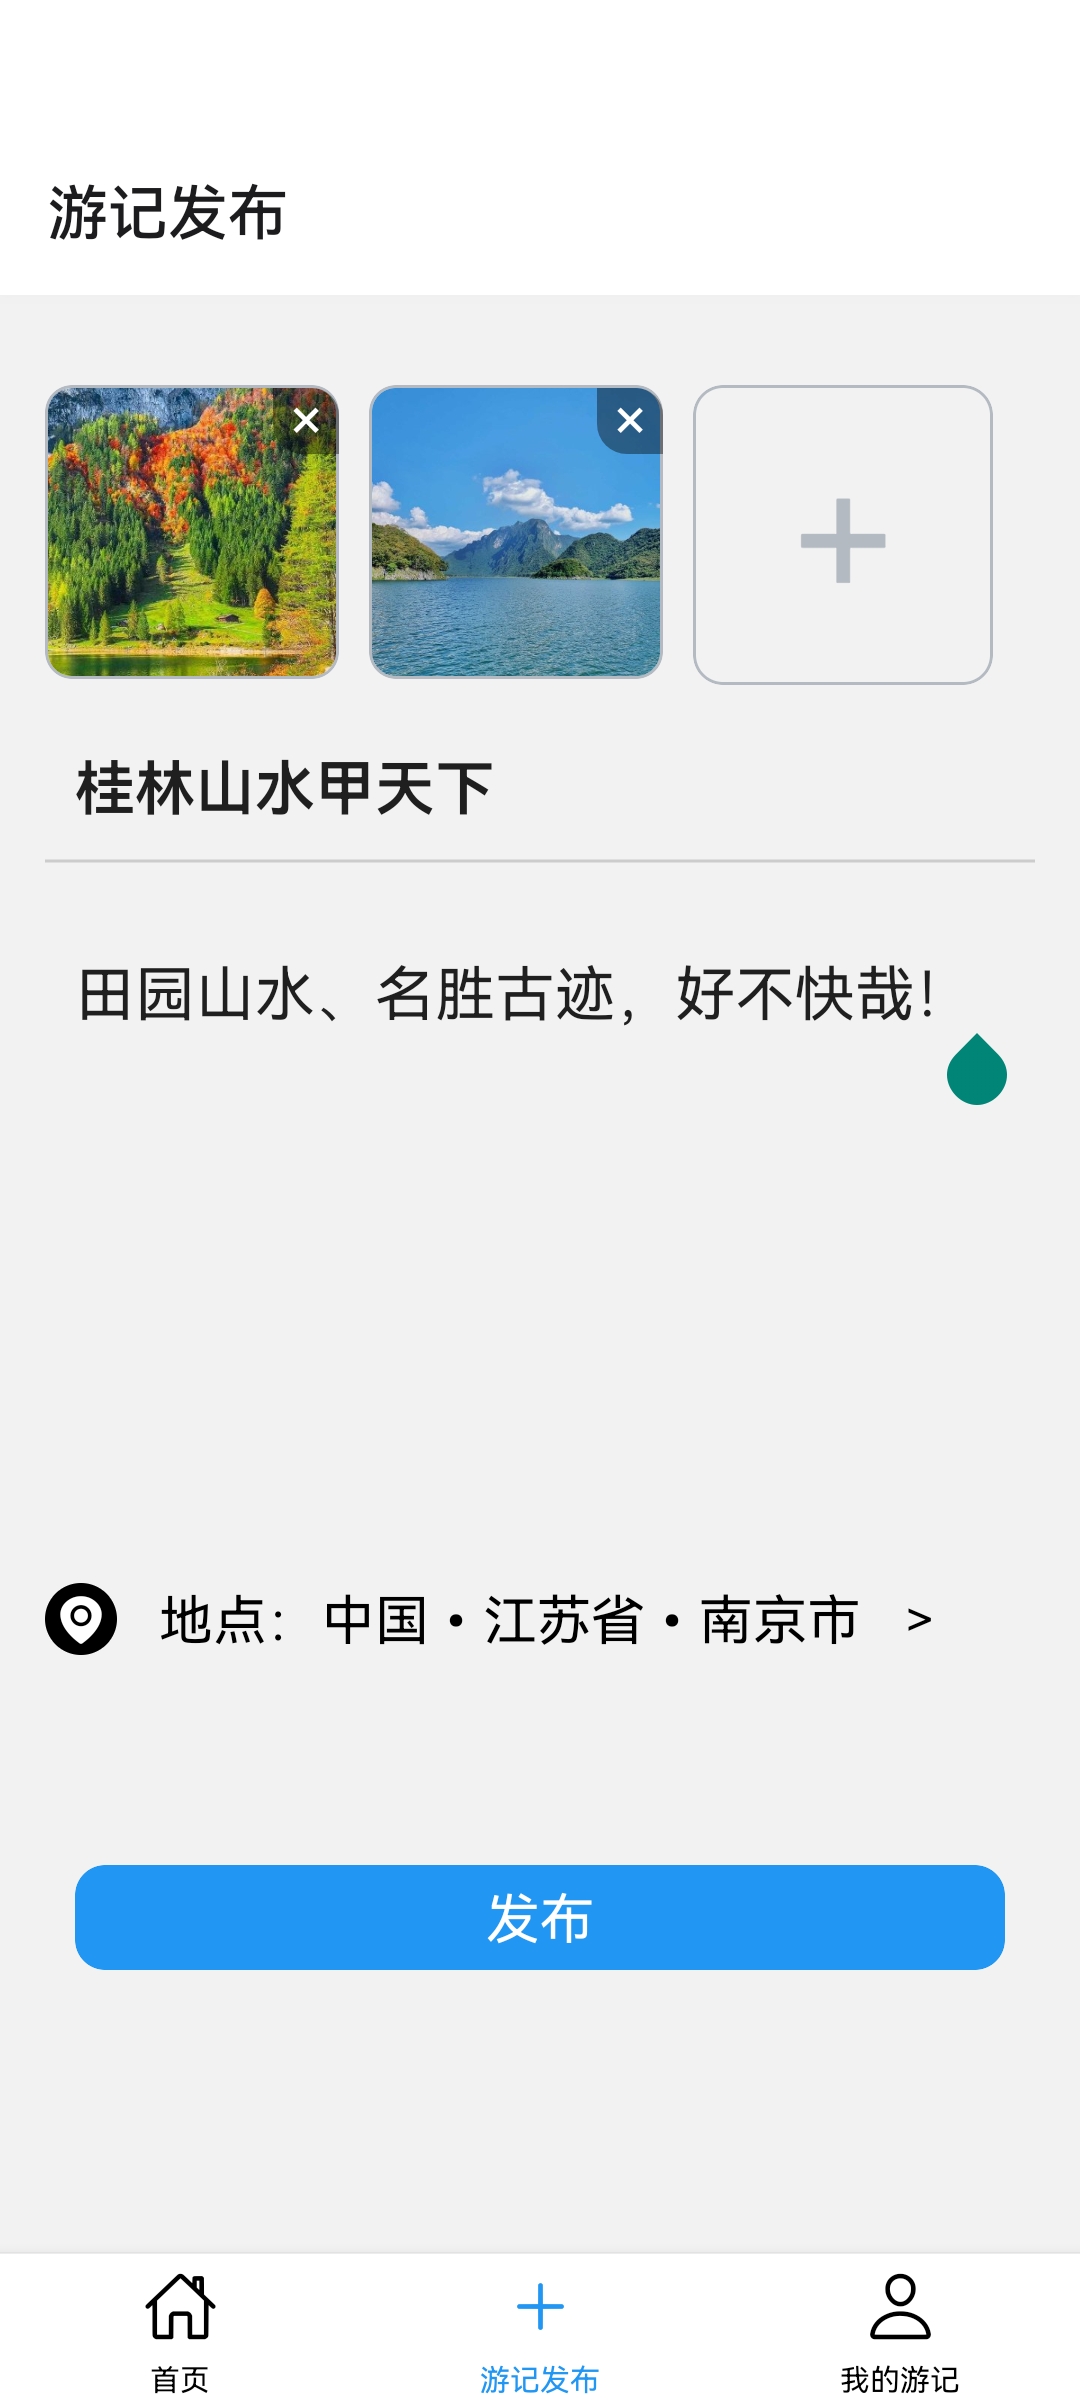 游记发布
桂林山水甲天下
田园山水、名胜古迹，好不快哉！
地点：中国•江苏省•南京市 >
发布
首页
游记发布
我的游记